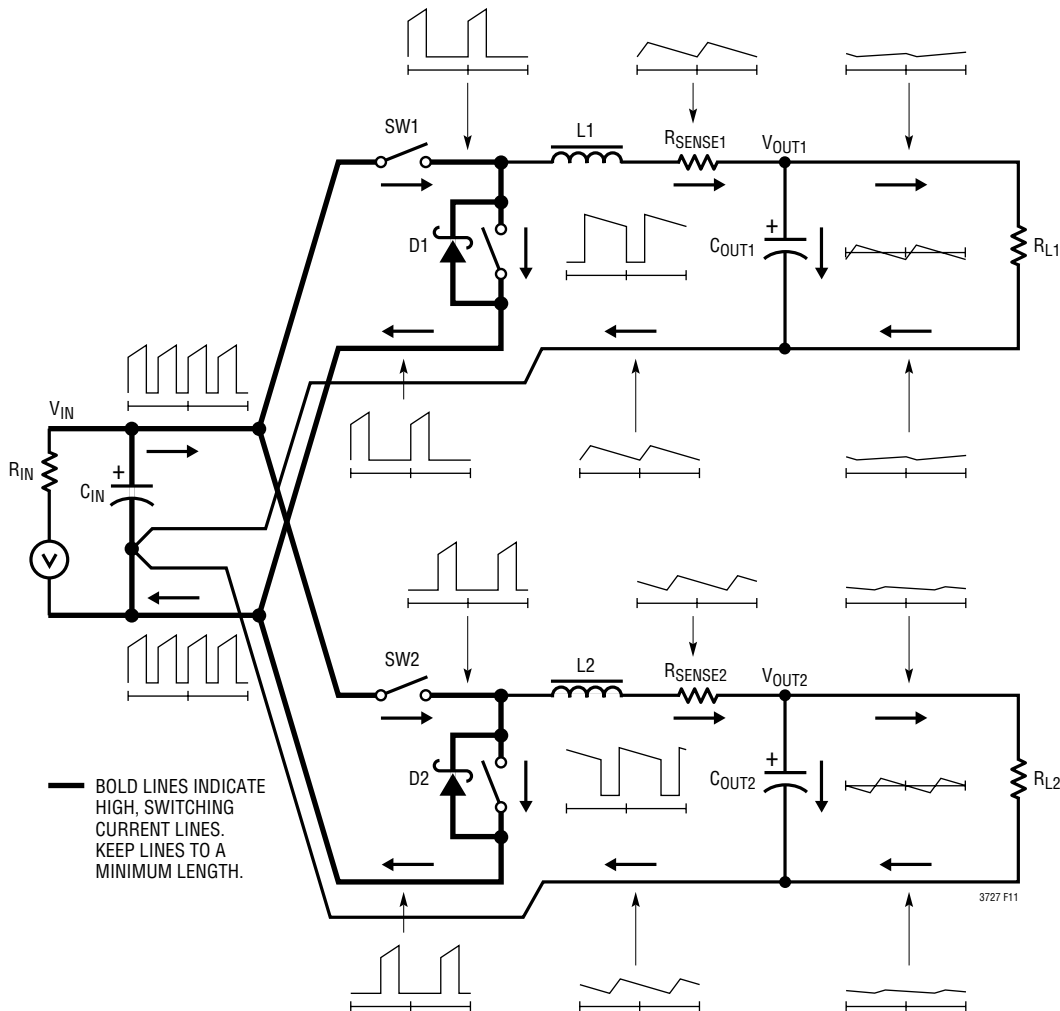 SW1
L1
RSENSE1
VOUT1
D1
+
COUT1
RL1
VIN
RIN
+
CIN
V
SW2
L2
RSENSE2
VOUT2
D2
+
COUT2
RL2
BOLD LINES INDICATE
HIGH, SWITCHING
CURRENT LINES.
KEEP LINES TO A
MINIMUM LENGTH.
3727 F11